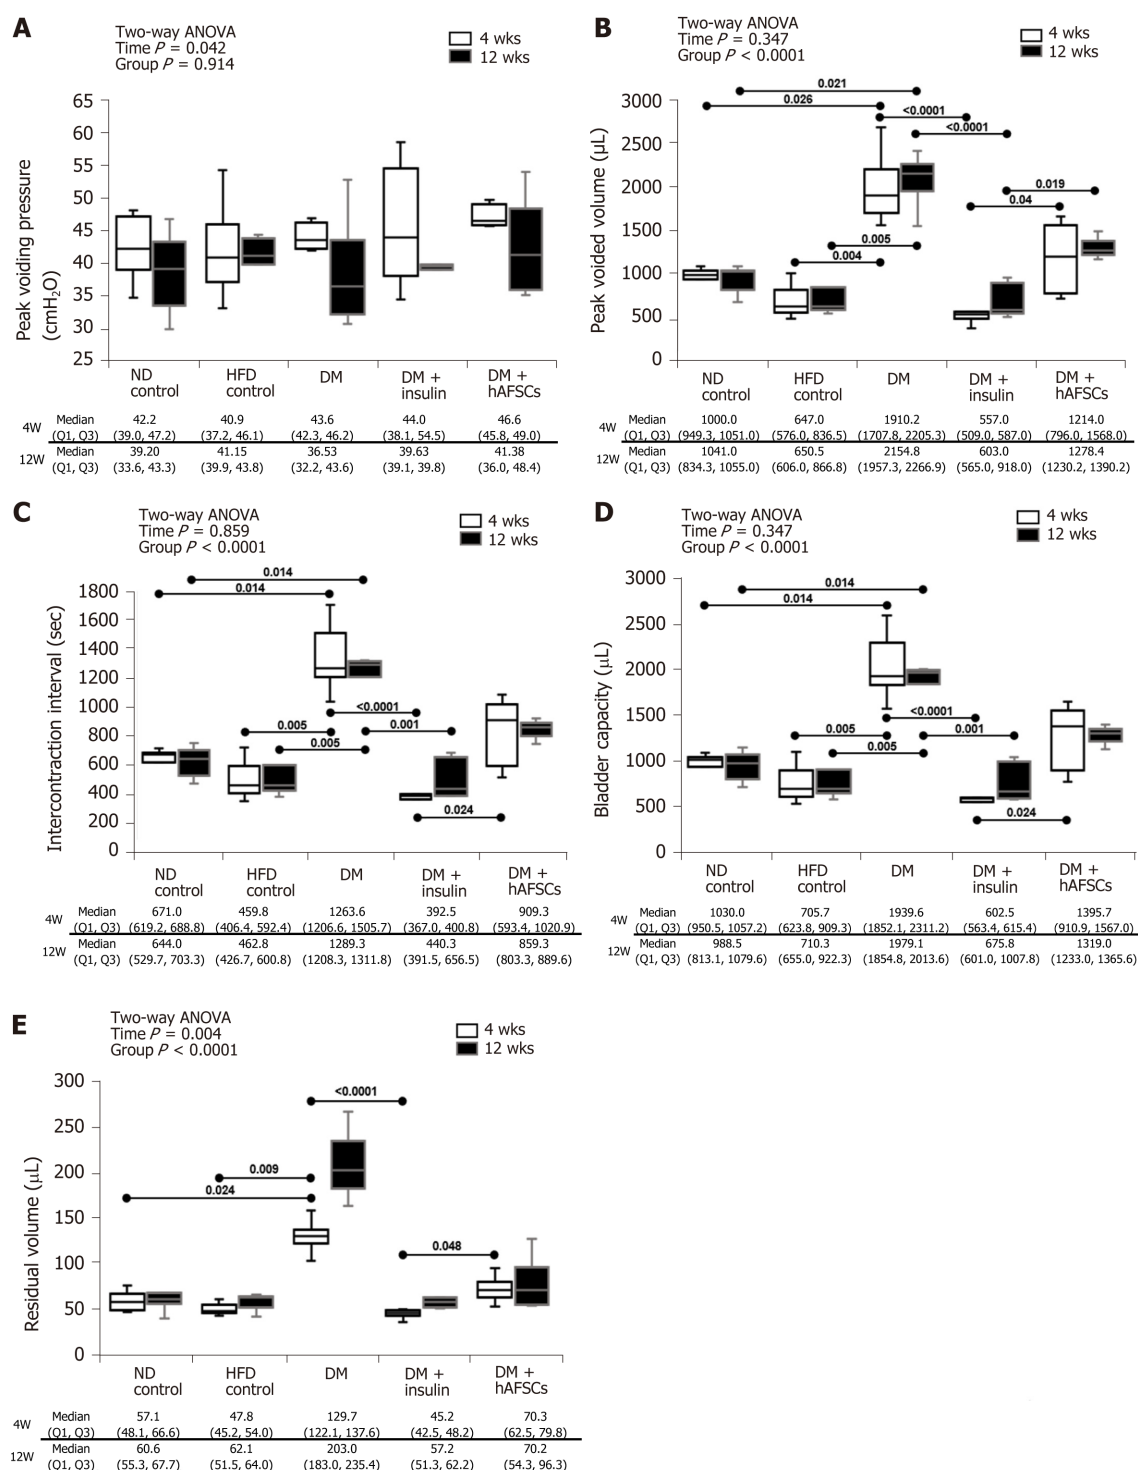 A
Two-way ANOVA
Time P = 0.042
Group P = 0.914
4 wks
12 wks
Peak voiding pressure
(cmH2O)
65
60
55
50
45
40
35
30
25
ND
control
HFD
control
DM
DM +
insulin
DM +
hAFSCs
4W
Median 42.2 40.9 43.6 44.0 46.6
(Q1, Q3) (39.0, 47.2) (37.2, 46.1) (42.3, 46.2) (38.1, 54.5) (45.8, 49.0)
12W
Median 39.20 41.15 36.53 39.63 41.38
(Q1, Q3) (33.6, 43.3) (39.9, 43.8) (32.2, 43.6) (39.1, 39.8) (36.0, 48.4)
B
Two-way ANOVA
Time P = 0.347
Group P < 0.0001
4 wks
12 wks
Peak voided volume (μL)
3000
2500
2000
1500
1000
500
0
0.021
0.026
<0.0001
<0.0001
0.019
0.04
0.005
0.004
ND
control
HFD
control
DM
DM +
insulin
DM +
hAFSCs
4W
Median 1000.0 647.0 1910.2 557.0 1214.0
(Q1, Q3) (949.3, 1051.0) (576.0, 836.5) (1707.8, 2205.3) (509.0, 587.0) (796.0, 1568.0)
12W
Median 1041.0 650.5 2154.8 603.0 1278.4
(Q1, Q3) (834.3, 1055.0) (606.0, 866.8) (1957.3, 2266.9) (565.0, 918.0) (1230.2, 1390.2)
C
Two-way ANOVA
Time P = 0.859
Group P < 0.0001
4 wks
12 wks
Intercontraction interval (sec)
1800
1600
1400
1200
1000
800
600
400
200
0
0.014
0.014
<0.0001
0.005
0.001
0.005
0.024
ND
control
HFD
control
DM
DM +
insulin
DM +
hAFSCs
4W
Median 671.0 459.8 1263.6 392.5 909.3
(Q1, Q3) (619.2, 688.8) (406.4, 592.4) (1206.6, 1505.7) (367.0, 400.8) (593.4, 1020.9)
12W
Median 644.0 462.8 1289.3 440.3 859.3
(Q1, Q3) (529.7, 703.3) (426.7, 600.8) (1208.3, 1311.8) (391.5, 656.5) (803.3, 889.6)
D
Two-way ANOVA
Time P = 0.347
Group P < 0.0001
4 wks
12 wks
Bladder capacity (μL)
3000
2500
2000
1500
1000
500
0
0.014
0.014
<0.0001
0.005
0.001
0.005
0.024
ND
control
HFD
control
DM
DM +
insulin
DM +
hAFSCs
4W
Median 1030.0 705.7 1939.6 602.5 1395.7
(Q1, Q3) (950.5, 1057.2) (623.8, 909.3) (1852.1, 2311.2) (563.4, 615.4) (910.9, 1567.0)
12W
Median 988.5 710.3 1979.1 675.8 1319.0
(Q1, Q3) (813.1, 1079.6) (655.0, 922.3) (1854.8, 2013.6) (601.0, 1007.8) (1233.0, 1365.6)
E
Two-way ANOVA
Time P = 0.004
Group P < 0.0001
4 wks
12 wks
Residual volume (μL)
300
250
200
150
100
50
0
<0.0001
0.009
0.024
0.048
ND
control
HFD
control
DM
DM +
insulin
DM +
hAFSCs
4W
Median 57.1 47.8 129.7 45.2 70.3
(Q1, Q3) (48.1, 66.6) (45.2, 54.0) (122.1, 137.6) (42.5, 48.2) (62.5, 79.8)
12W
Median 60.6 62.1 203.0 57.2 70.2
(Q1, Q3) (55.3, 67.7) (51.5, 64.0) (183.0, 235.4) (51.3, 62.2) (54.3, 96.3)